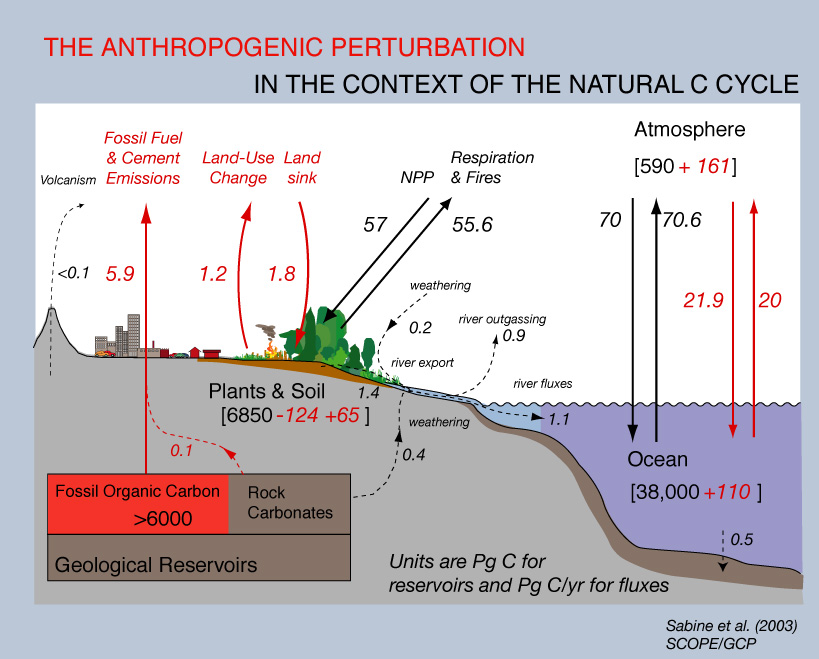 THE ANTHROPOGENIC PERTURBATION
IN THE CONTEXT OF THE NATURAL C CYCLE
Volcanism
<0.1
Fossil Fuel
& Cement
Emissions
5.9
Land-Use
Change
1.2
Land
sink
1.8
NPP
57
Respiration
& Fires
55.6
Atmosphere
[590 + 161]
70
70.6
21.9
20
weathering
0.2
river outgassing
0.9
river export
1.4
river fluxes
1.1
Plants & Soil
[6850 -124 +65 ]
weathering
0.4
0.1
Ocean
[38,000 +110 ]
0.5
Fossil Organic Carbon
>6000
Rock
Carbonates
Geological Reservoirs
Units are Pg C for
reservoirs and Pg C/yr for fluxes
Sabine et al. (2003)
SCOPE/GCP